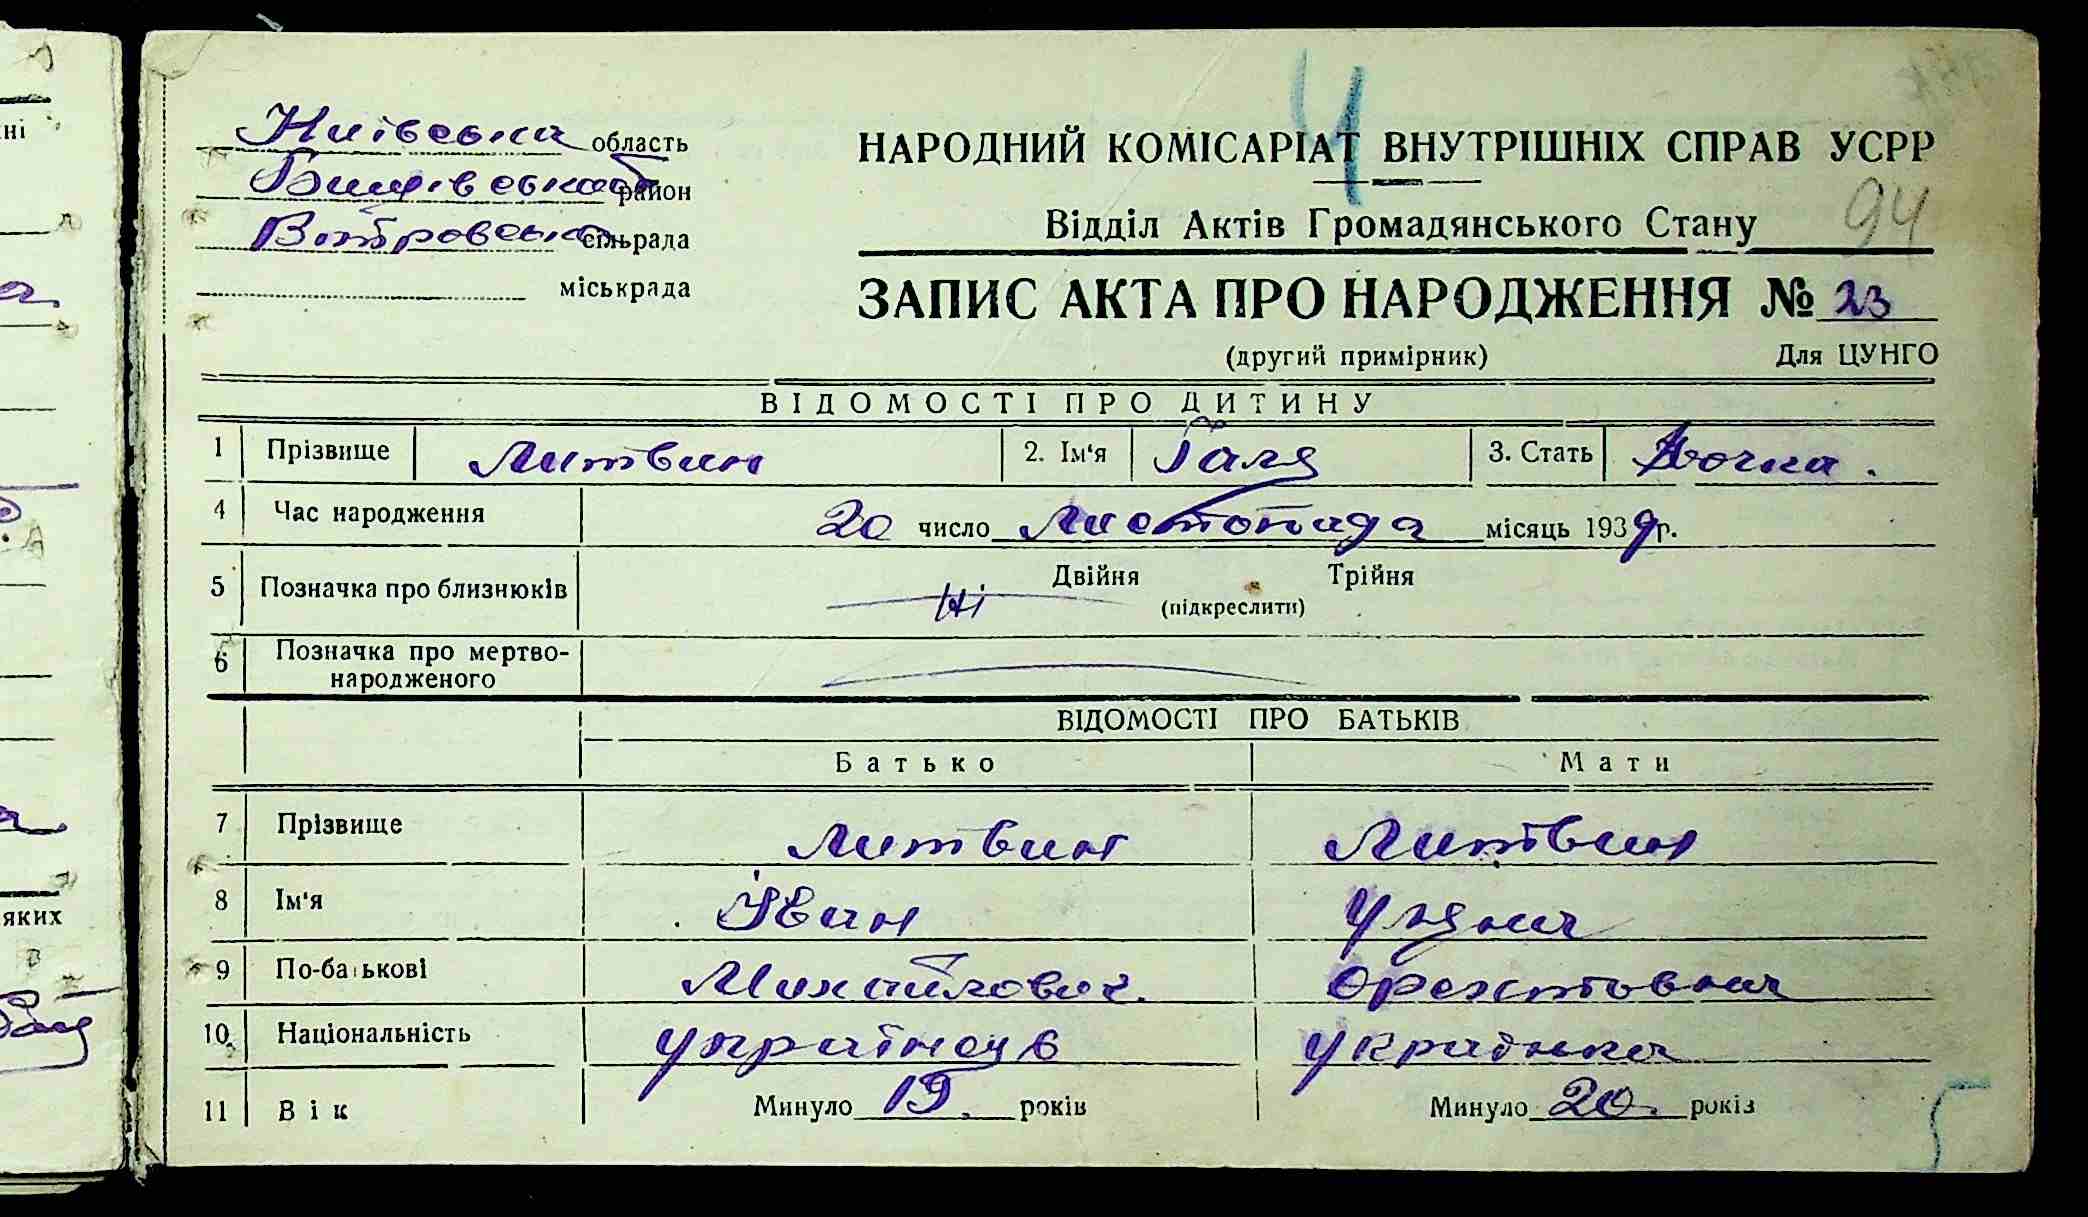 Київська область
Бишівський район
Вітровська сільрада
міськрада
4
НАРОДНИЙ КОМІСАРІАТ ВНУТРІШНІХ СПРАВ УСРР
94
Відділ Актів Громадянського Стану
ЗАПИС АКТА ПРО НАРОДЖЕННЯ № 23
(другий примірник) Для ЦУНГО
ВІДОМОСТІ ПРО ДИТИНУ
1 Прізвище Литвин 2. Ім'я Галя 3. Стать Дочка.
4 Час народження 20 число Листопада місяць 1939 р.
5 Позначка про близнюків Ні Двійня Трійня
(підкреслити)
6 Позначка про мертво-
народженого
ВІДОМОСТІ ПРО БАТЬКІВ
Батько Мати
7 Прізвище Литвин Литвин
8 Ім'я Іван
9 По-батькові Михайлович.
10 Національність Українець Українка
11 Вік Минуло 19. років Минуло 20. років
5
ні
яких